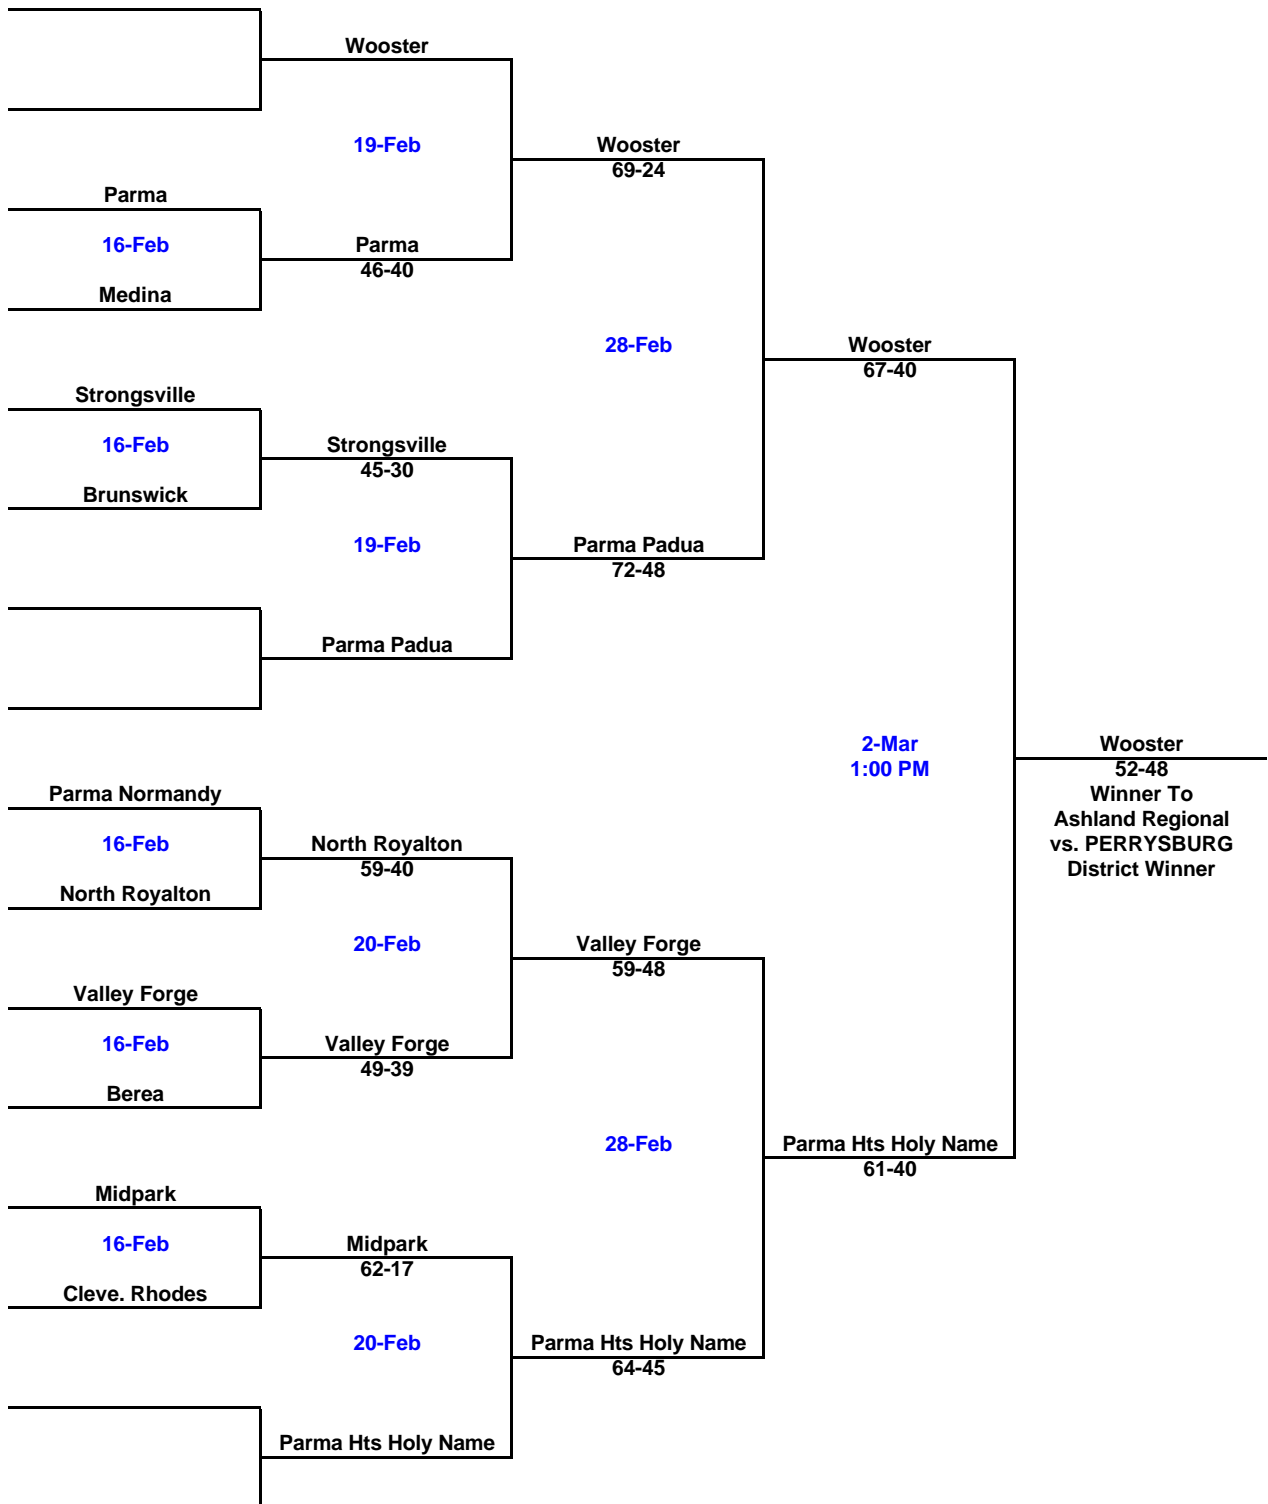 Wooster
19-Feb
Wooster
69-24
Parma
16-Feb
Parma
46-40
Medina
28-Feb
Wooster
67-40
Strongsville
16-Feb
Strongsville
45-30
Brunswick
19-Feb
Parma Padua
72-48
Parma Padua
2-Mar
1:00 PM
Wooster
52-48
Winner To
Ashland Regional
vs. PERRYSBURG
District Winner
Parma Normandy
16-Feb
North Royalton
59-40
North Royalton
20-Feb
Valley Forge
59-48
Valley Forge
16-Feb
Valley Forge
49-39
Berea
28-Feb
Parma Hts Holy Name
61-40
Midpark
16-Feb
Midpark
62-17
Cleve. Rhodes
20-Feb
Parma Hts Holy Name
64-45
Parma Hts Holy Name